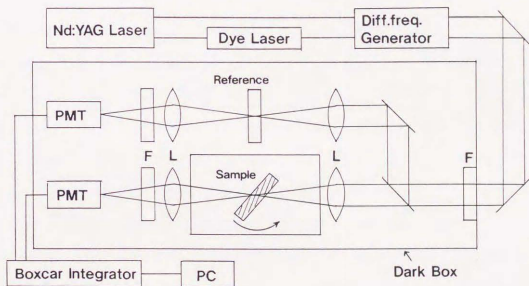 Nd:YAG Laser
Dye Laser
Diff.freq.
Generator
Reference
PMT
F
L
L
F
Sample
PMT
Boxcar Integrator
PC
Dark Box